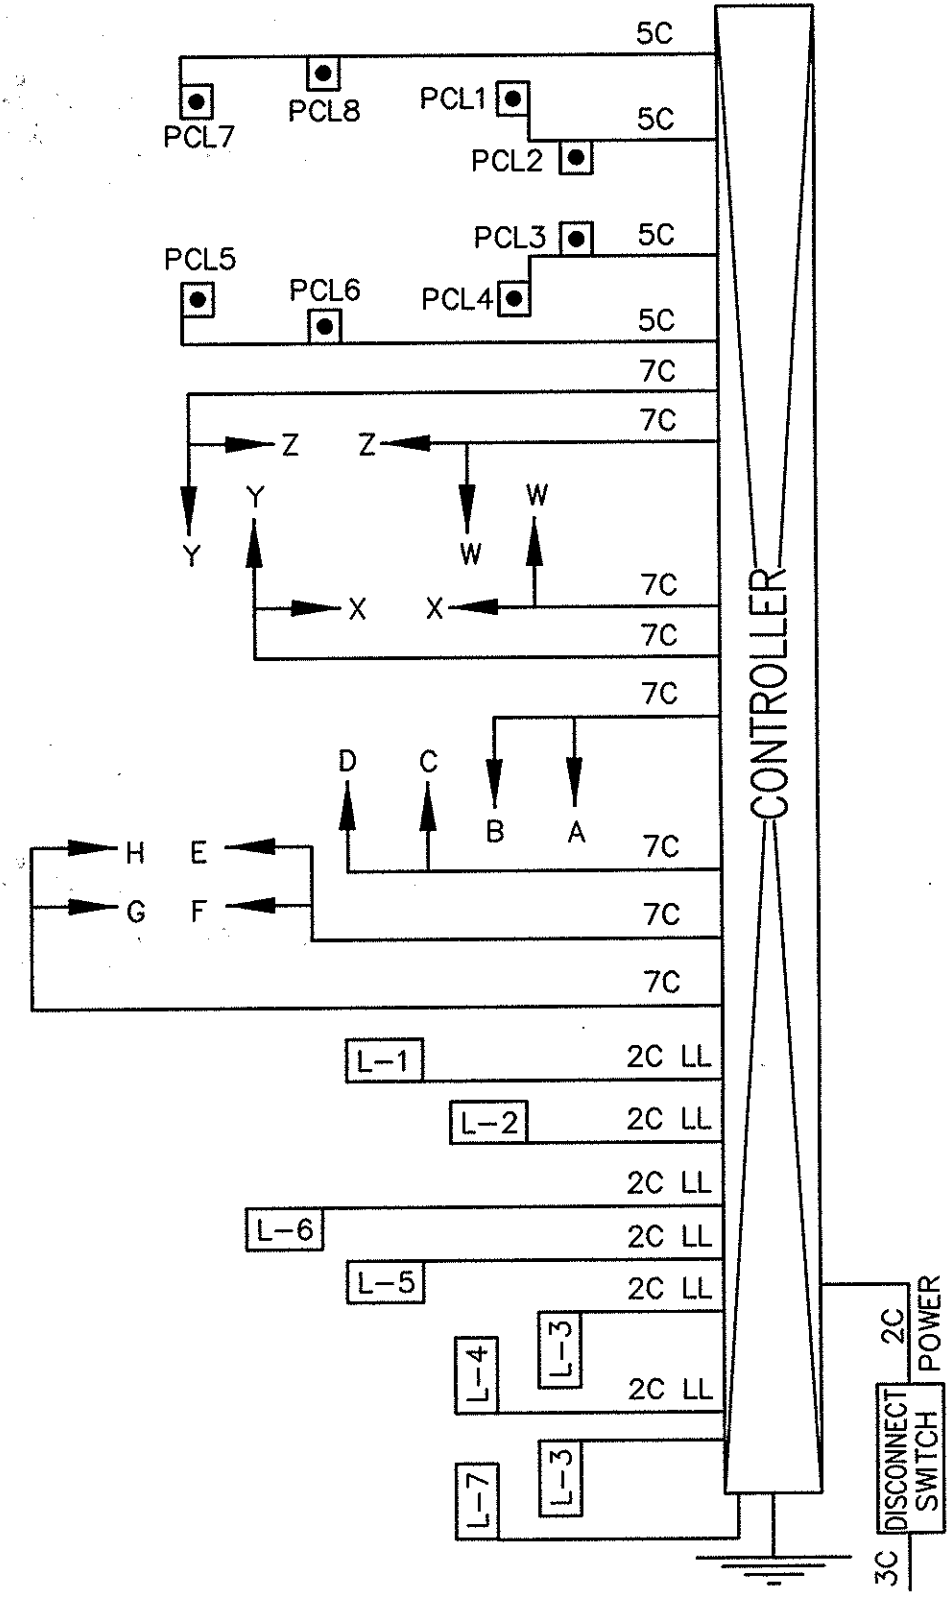 5C
PCL7
PCL8
PCL1
5C
PCL2
PCL3
5C
PCL5
PCL6
PCL4
5C
7C
7C
Z
Z
Y
W
Y
W
7C
X
X
7C
7C
D
C
B
A
7C
H
E
G
F
7C
7C
CONTROLLER
L-1
2C LL
L-2
2C LL
2C LL
L-6
2C LL
L-5
2C LL
L-3
L-4
2C LL
L-3
L-7
2C
POWER
DISCONNECT
SWITCH
3C